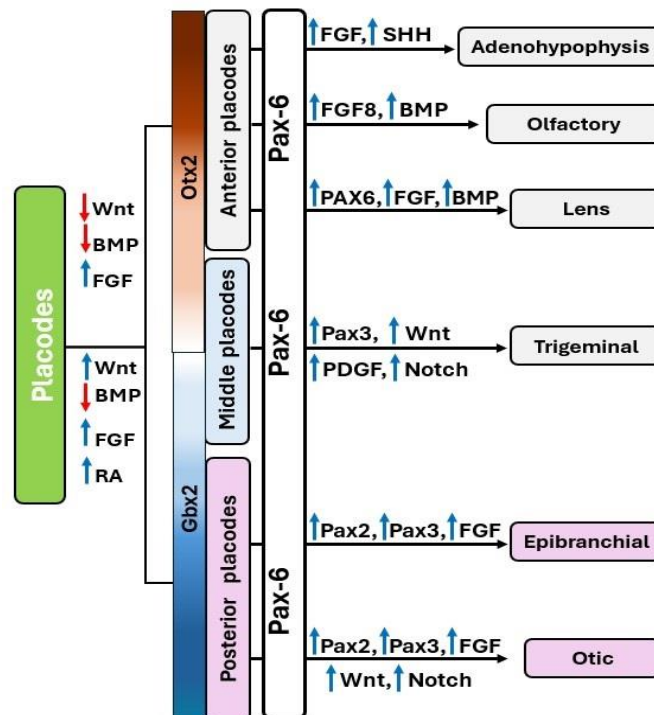 Placodes
Wnt
BMP
FGF
Wnt
BMP
FGF
RA
Otx2
Gbx2
Anterior placodes
Middle placodes
Posterior placodes
Pax-6
Pax-6
Pax-6
FGF, SHH
Adenohypophysis
FGF8, BMP
Olfactory
PAX6, FGF, BMP
Lens
Pax3, Wnt
PDGF, Notch
Trigeminal
Pax2, Pax3, FGF
Epibranchial
Pax2, Pax3, FGF
Wnt, Notch
Otic